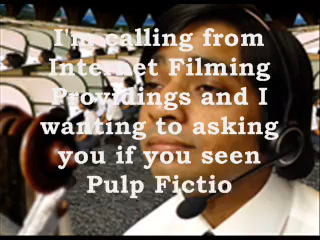 I'm calling from
Internet Filming
Providings and I
wanting to asking
you if you seen
Pulp Fictio